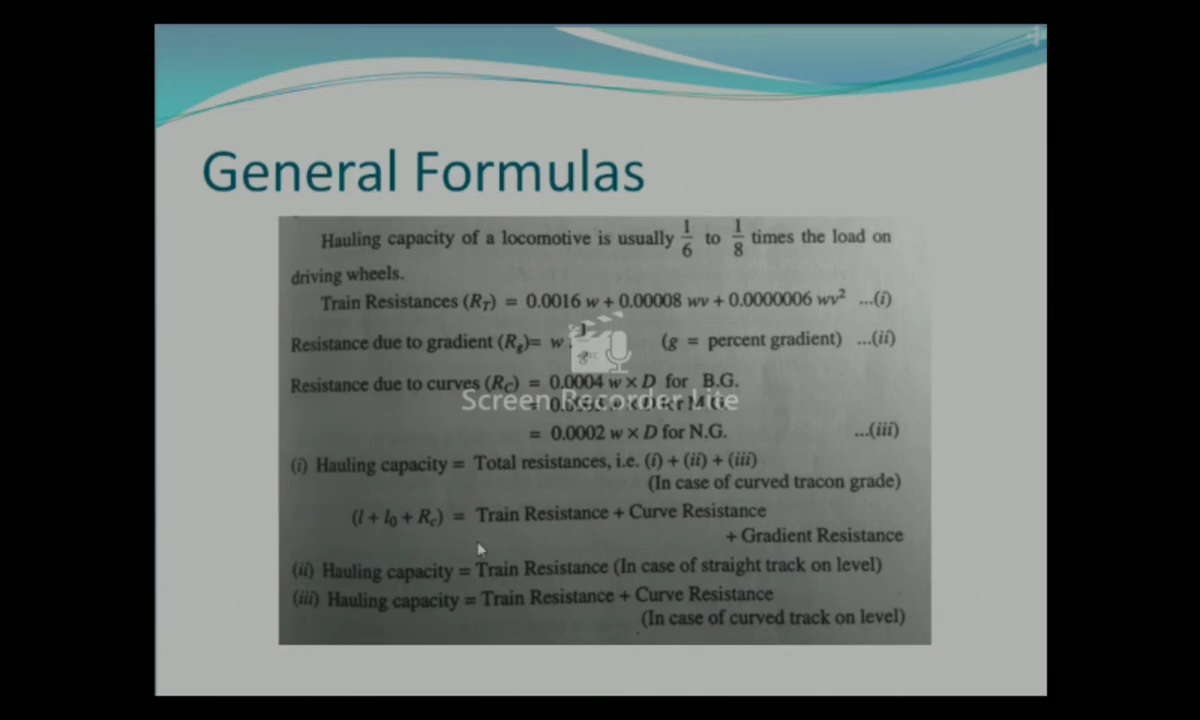 General Formulas
Hauling capacity of a locomotive is usually 1/6 to 1/8 times the load on
driving wheels.
Train Resistances (R_T) = 0.0016 w + 0.00008 wv + 0.0000006 wv² ...(i)
Resistance due to gradient (R_g)= w . (g = percent gradient) ...(ii)
Resistance due to curves (R_C) = 0.0004 w × D for B.G.
=
= 0.0002 w × D for N.G. ...(iii)
(i) Hauling capacity = Total resistances, i.e. (i) + (ii) + (iii)
(In case of curved tracon grade)
(l + l₀ + R_c) = Train Resistance + Curve Resistance
+ Gradient Resistance
(ii) Hauling capacity = Train Resistance (In case of straight track on level)
(iii) Hauling capacity = Train Resistance + Curve Resistance
(In case of curved track on level)
Screen Recorder Lite